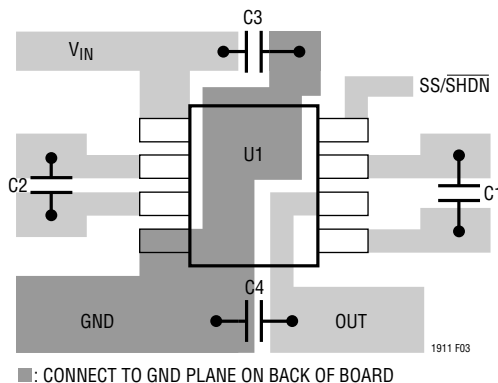 C3
VIN
SS/SHDN
U1
C2
C1
C4
GND
OUT
1911 F03
: CONNECT TO GND PLANE ON BACK OF BOARD